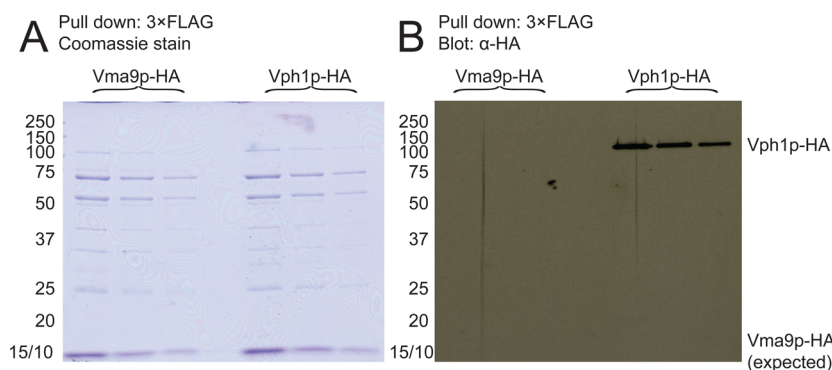 A
Pull down: 3×FLAG
Coomassie stain
Vma9p-HA
Vph1p-HA
250
150
100
75
50
37
25
20
15/10
B
Pull down: 3×FLAG
Blot: α-HA
Vma9p-HA
Vph1p-HA
250
150
100
75
50
37
25
20
15/10
Vph1p-HA
Vma9p-HA
(expected)